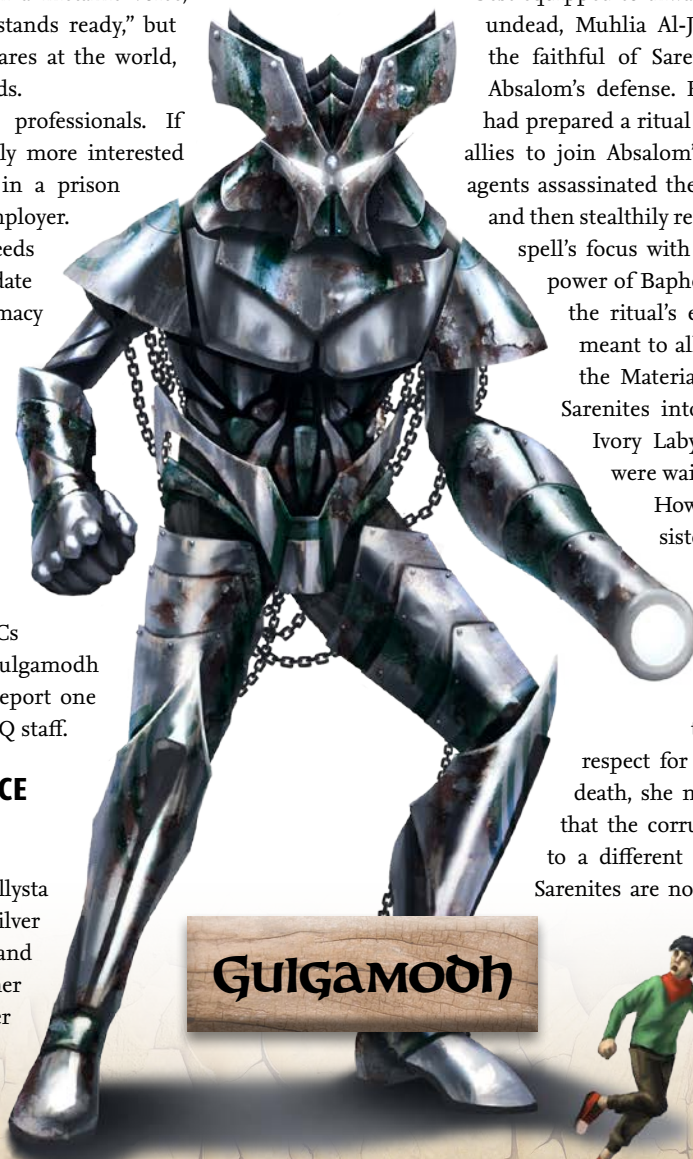 stands ready,” but
ares at the world,
ds.
professionals. If
ly more interested
in a prison
nployer.
eeds
date
macy
Cs
ulgamodh
eport one
Q staff.
CE
llysta
ilver
and
ner
er
undead, Muhlia Al-J
the faithful of Sare
Absalom’s defense.
had prepared a ritual
allies to join Absalom’
agents assassinated the
and then stealthily re
spell’s focus with
power of Baph
the ritual’s e
meant to al
the Materia
Sarenites into
Ivory Laby
were wai
How
siste
respect for
death, she n
that the corru
to a different
Sarenites are no
Gulgamodh